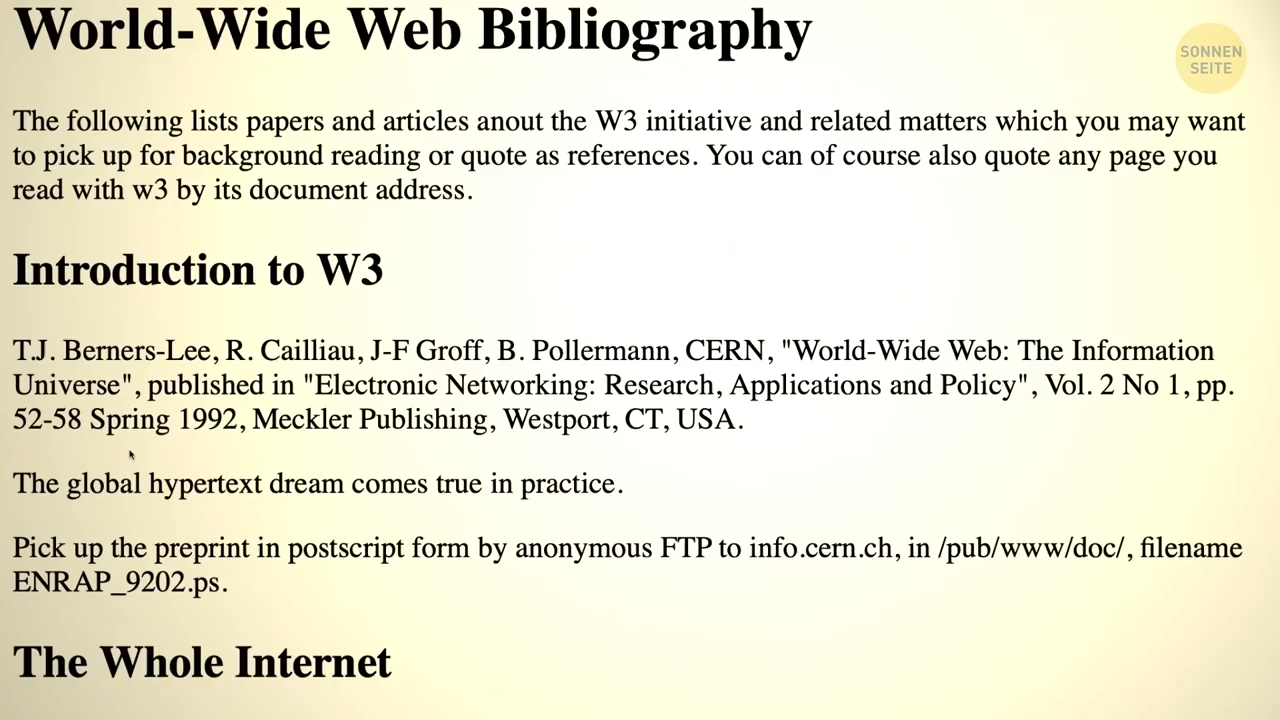 World-Wide Web Bibliography
SONNEN
SEITE
The following lists papers and articles anout the W3 initiative and related matters which you may want
to pick up for background reading or quote as references. You can of course also quote any page you
read with w3 by its document address.
Introduction to W3
T.J. Berners-Lee, R. Cailliau, J-F Groff, B. Pollermann, CERN, "World-Wide Web: The Information
Universe", published in "Electronic Networking: Research, Applications and Policy", Vol. 2 No 1, pp.
52-58 Spring 1992, Meckler Publishing, Westport, CT, USA.
The global hypertext dream comes true in practice.
Pick up the preprint in postscript form by anonymous FTP to info.cern.ch, in /pub/www/doc/, filename
ENRAP_9202.ps.
The Whole Internet